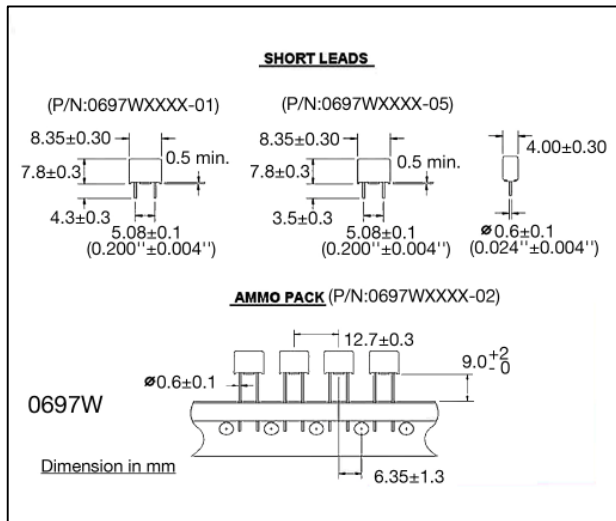 SHORT LEADS
(P/N:0697WXXXX-01)
(P/N:0697WXXXX-05)
8.35±0.30
7.8±0.3
0.5 min.
4.3±0.3
5.08±0.1
(0.200''±0.004'')
8.35±0.30
7.8±0.3
0.5 min.
3.5±0.3
5.08±0.1
(0.200''±0.004'')
4.00±0.30
ø0.6±0.1
(0.024''±0.004'')
AMMO PACK (P/N:0697WXXXX-02)
12.7±0.3
9.0 +2 - 0
ø0.6±0.1
0697W
Dimension in mm
6.35±1.3